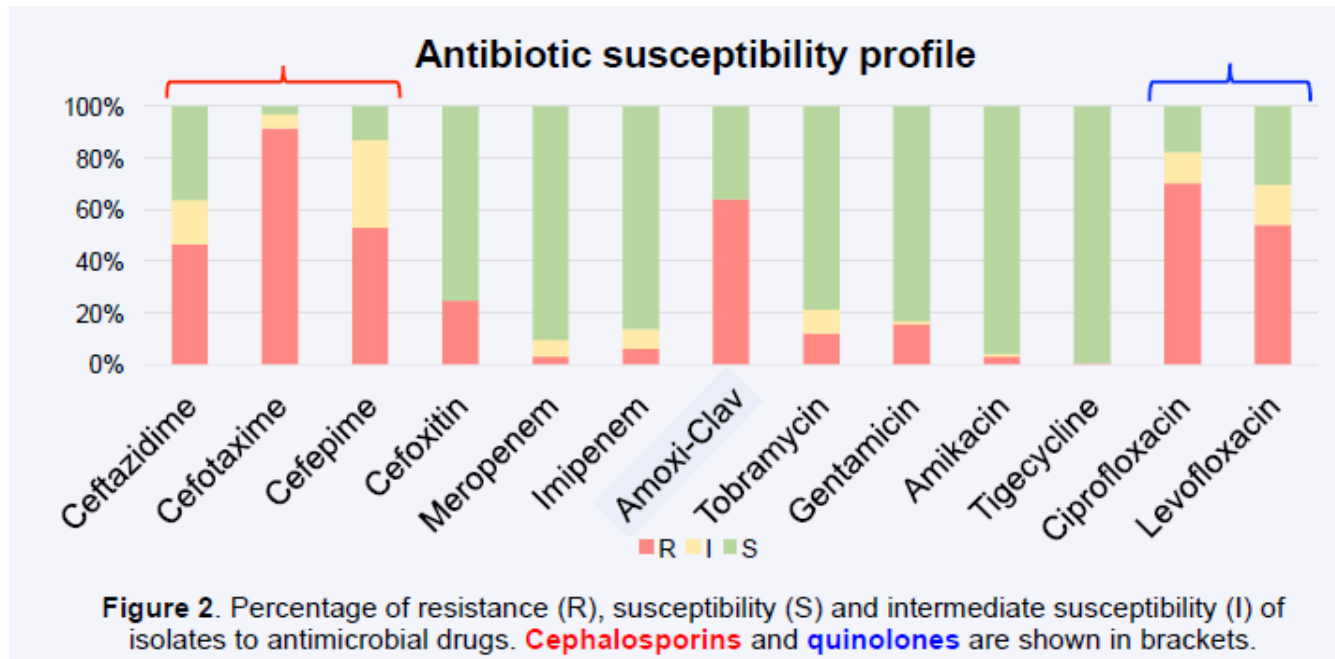 Antibiotic susceptibility profile
100%
80%
60%
40%
20%
0%
Ceftazidime
Cefotaxime
Cefepime
Cefoxitin
Meropenem
Imipenem
Amoxi-Clav
Tobramycin
Gentamicin
Amikacin
Tigecycline
Ciprofloxacin
Levofloxacin
R I S
Figure 2. Percentage of resistance (R), susceptibility (S) and intermediate susceptibility (I) of
isolates to antimicrobial drugs. Cephalosporins and quinolones are shown in brackets.